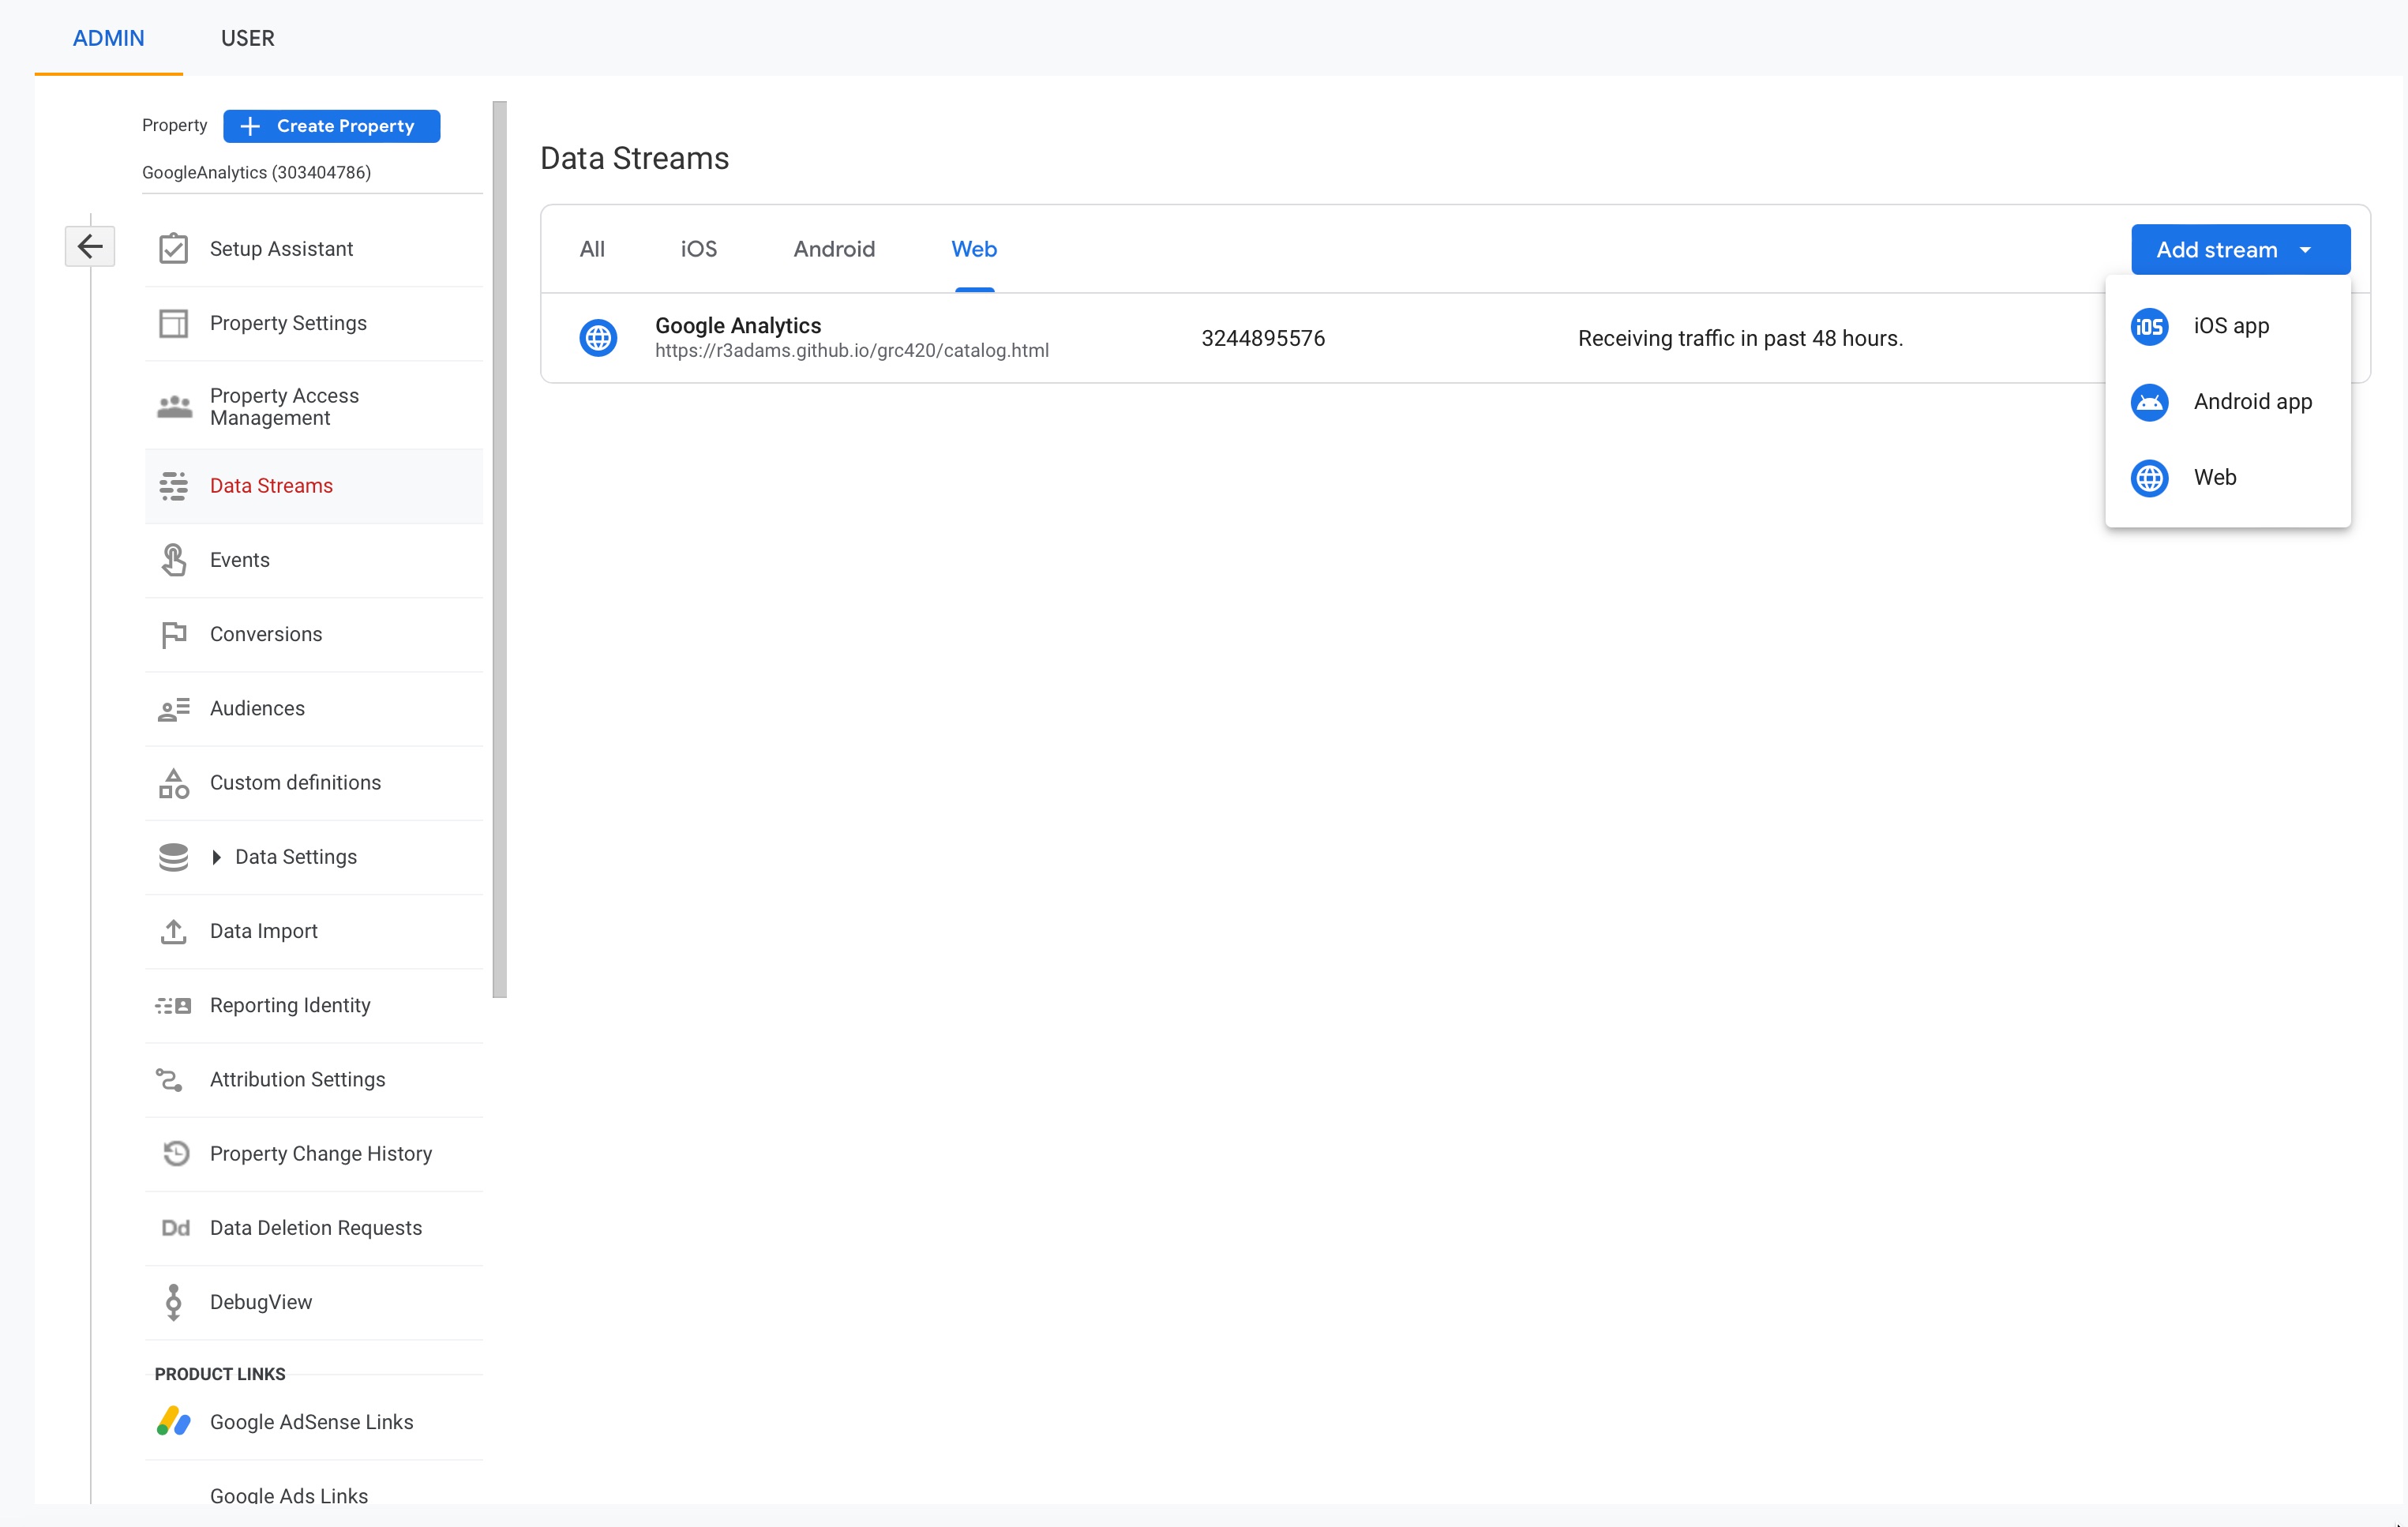 ADMIN
USER
Property
Create Property
GoogleAnalytics (303404786)
Setup Assistant
Property Settings
Property Access
Management
Data Streams
Events
Conversions
Audiences
Custom definitions
Data Settings
Data Import
Reporting Identity
Attribution Settings
Property Change History
Dd Data Deletion Requests
DebugView
PRODUCT LINKS
Google AdSense Links
Google Ads Links
Data Streams
All
iOS
Android
Web
Add stream
Google Analytics
https://r3adams.github.io/grc420/catalog.html
3244895576
Receiving traffic in past 48 hours.
iOS iOS app
Android app
Web